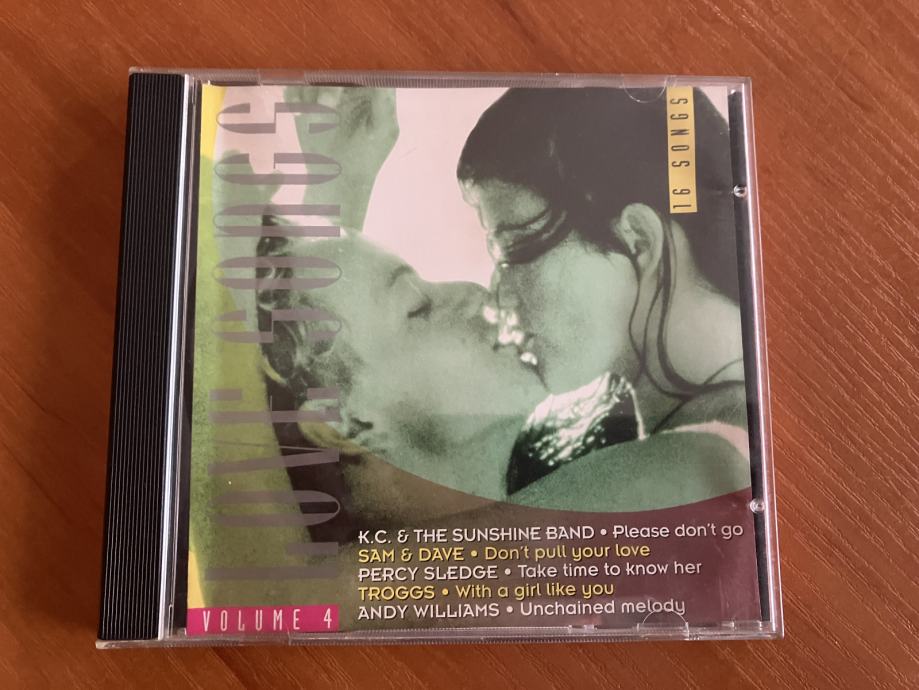 LOVE SONGS
16 SONGS
K.C. & THE SUNSHINE BAND • Please don't go
SAM & DAVE • Don't pull your love
PERCY SLEDGE • Take time to know her
TROGGS • With a girl like you
ANDY WILLIAMS • Unchained melody
VOLUME 4